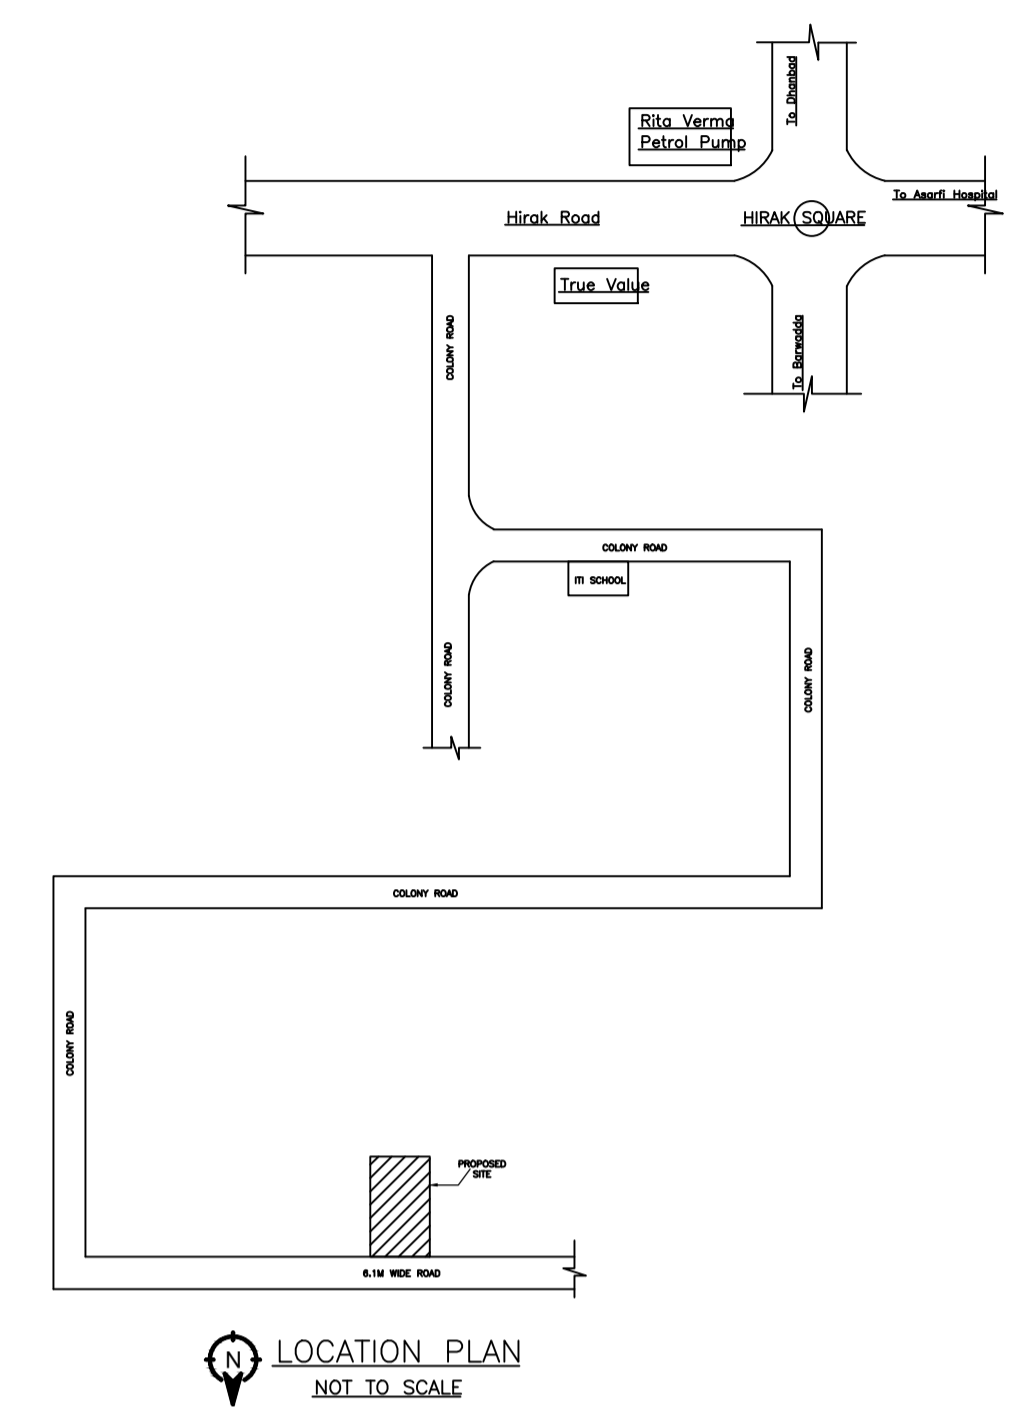 To Dhanbad
Rita Verma
Petrol Pump
To Asarfi Hospital
Hirak Road
HIRAK SQUARE
True Value
COLONY ROAD
To Barwadda
COLONY ROAD
ITI SCHOOL
COLONY ROAD
COLONY ROAD
COLONY ROAD
COLONY ROAD
PROPOSED
SITE
6.1M WIDE ROAD
N
LOCATION PLAN
NOT TO SCALE